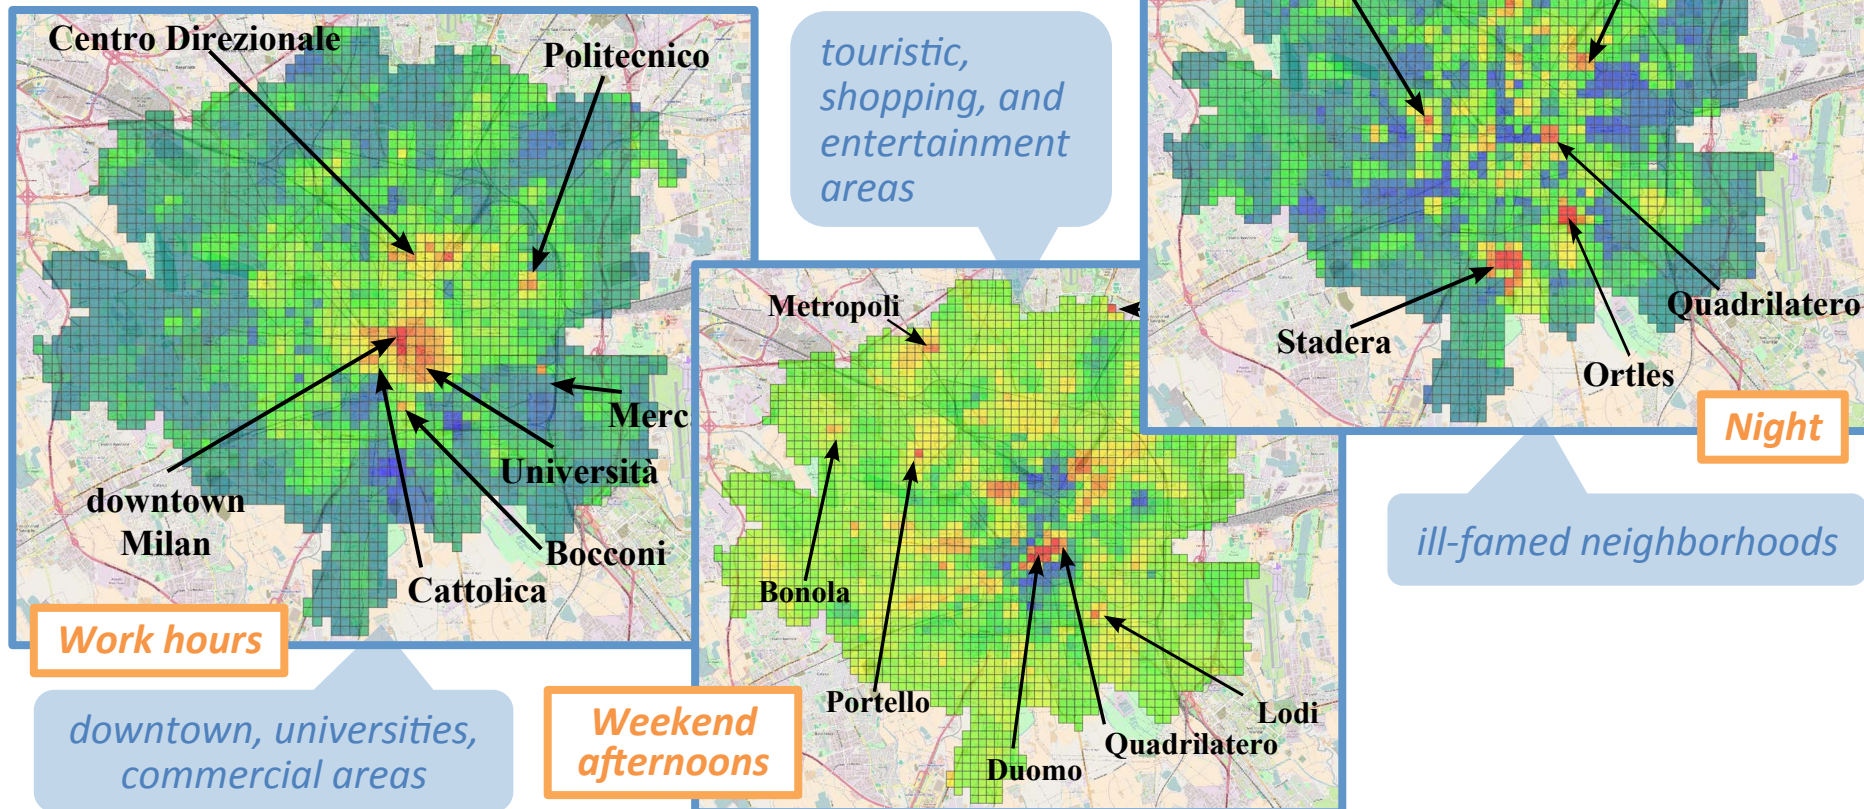 Centro Direzionale
Politecnico
Merc.
Università
downtown
Milan
Bocconi
Cattolica
Work hours
downtown, universities,
commercial areas
touristic,
shopping, and
entertainment
areas
Metropoli
Bonola
Portello
Lodi
Quadrilatero
Duomo
Weekend
afternoons
Quadrilatero
Stadera
Ortles
Night
ill-famed neighborhoods